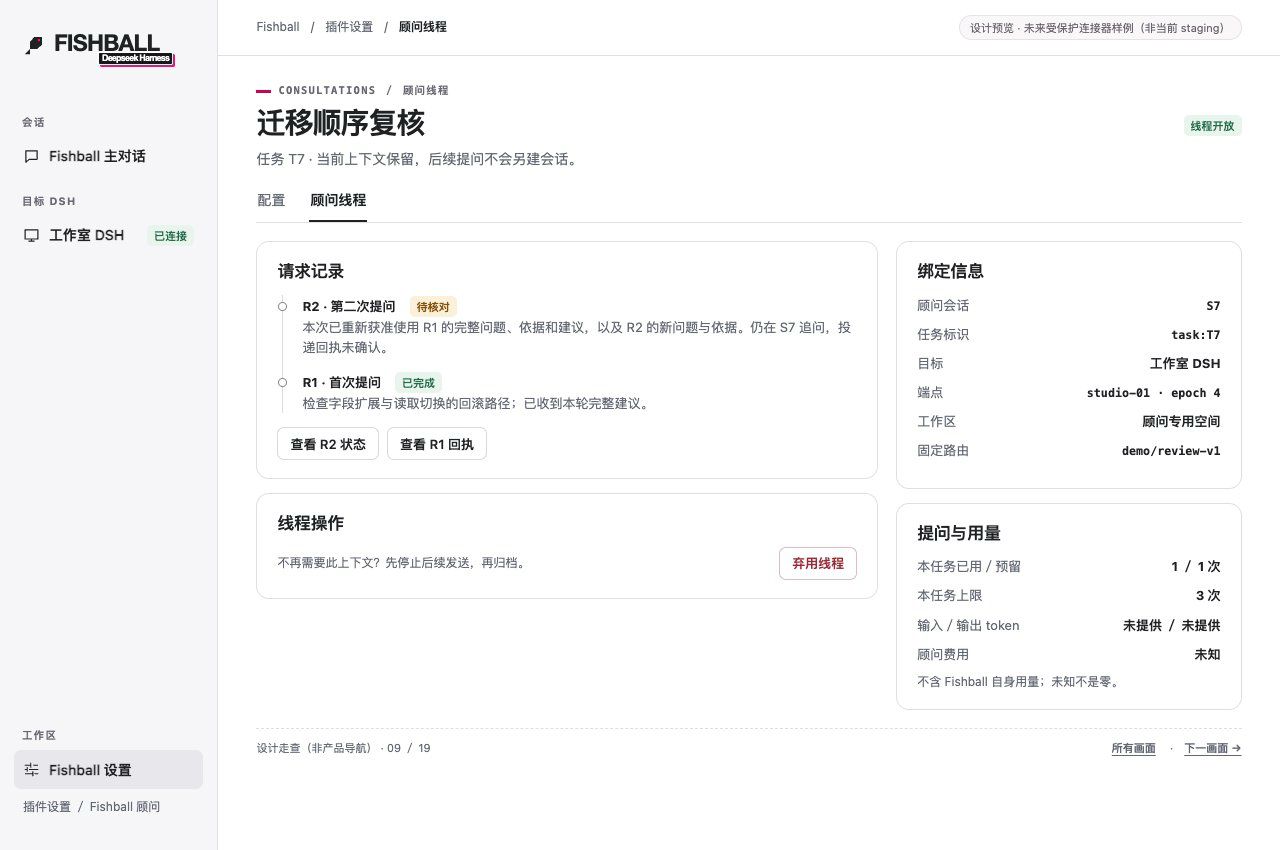 FISHBALL
Deepseek Harness
会话
Fishball 主对话
目标 DSH
工作室 DSH 已连接
工作区
Fishball 设置
插件设置 / Fishball 顾问
Fishball / 插件设置 / 顾问线程
设计预览 · 未来受保护连接器样例（非当前 staging）
CONSULTATIONS / 顾问线程
迁移顺序复核
线程开放
任务 T7 · 当前上下文保留，后续提问不会另建会话。
配置 顾问线程
请求记录
R2 · 第二次提问 待核对
本次已重新获准使用 R1 的完整问题、依据和建议，以及 R2 的新问题与依据。仍在 S7 追问，投
递回执未确认。
R1 · 首次提问 已完成
检查字段扩展与读取切换的回滚路径；已收到本轮完整建议。
查看 R2 状态 查看 R1 回执
线程操作
不再需要此上下文？先停止后续发送，再归档。
弃用线程
绑定信息
顾问会话 S7
任务标识 task:T7
目标 工作室 DSH
端点 studio-01 · epoch 4
工作区 顾问专用空间
固定路由 demo/review-v1
提问与用量
本任务已用 / 预留 1 / 1 次
本任务上限 3 次
输入 / 输出 token 未提供 / 未提供
顾问费用 未知
不含 Fishball 自身用量；未知不是零。
设计走查（非产品导航） · 09 / 19
所有画面 · 下一画面 →